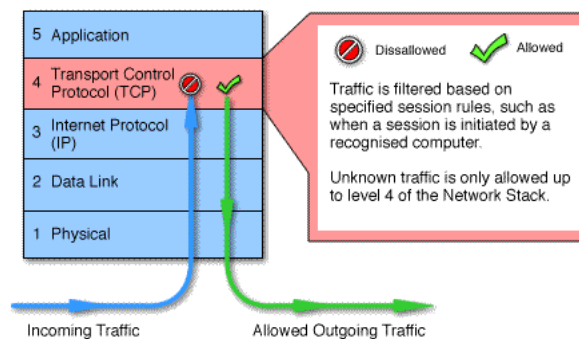 5 Application
4 Transport Control
Protocol (TCP)
3 Internet Protocol
(IP)
2 Data Link
1 Physical
Incoming Traffic
Allowed Outgoing Traffic
Dissallowed
Allowed
Traffic is filtered based on
specified session rules, such as
when a session is initiated by a
recognised computer.
Unknown traffic is only allowed up
to level 4 of the Network Stack.